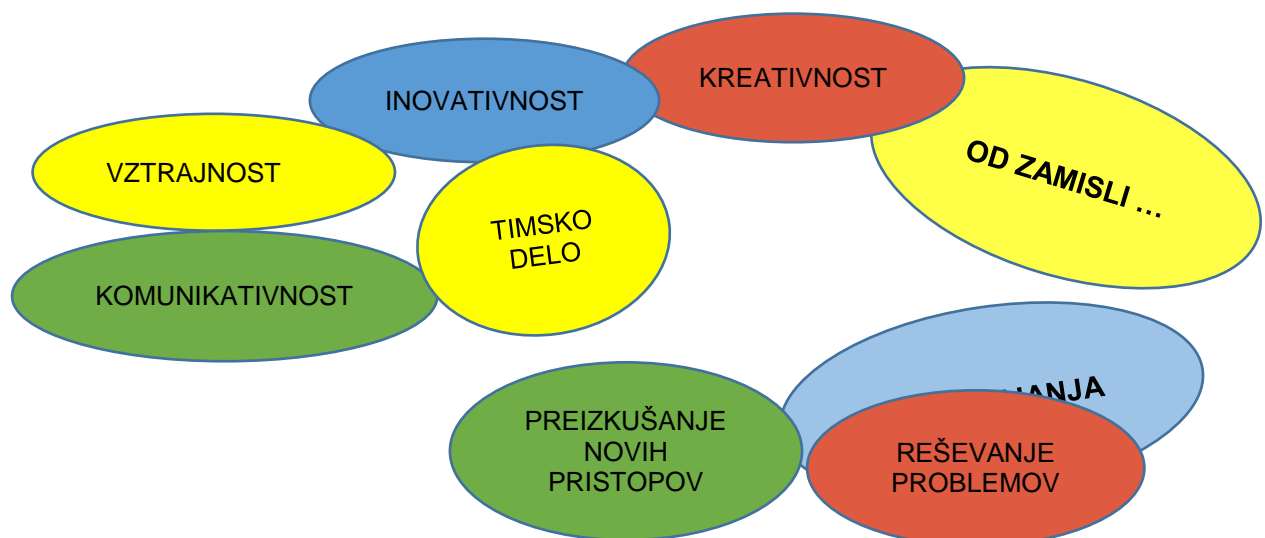 KREATIVNOST
INOVATIVNOST
OD ZAMISLI ...
VZTRAJNOST
TIMSKO
DELO
KOMUNIKATIVNOST
PREIZKUŠANJE
NOVIH
PRISTOPOV
REŠEVANJE
PROBLEMOV